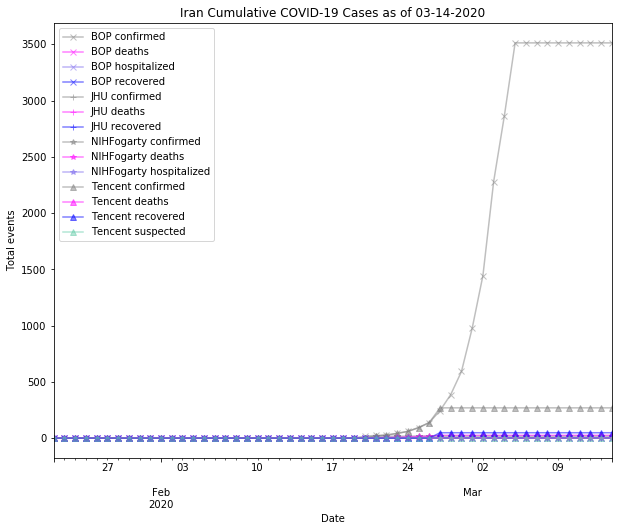 Iran Cumulative COVID-19 Cases as of 03-14-2020
BOP confirmed
BOP deaths
BOP hospitalized
BOP recovered
JHU confirmed
JHU deaths
JHU recovered
NIHFogarty confirmed
NIHFogarty deaths
NIHFogarty hospitalized
Tencent confirmed
Tencent deaths
Tencent recovered
Tencent suspected
3500
3000
2500
2000
1500
1000
500
0
Total events
27 03 10 17 24 02 09
Feb Mar
2020
Date